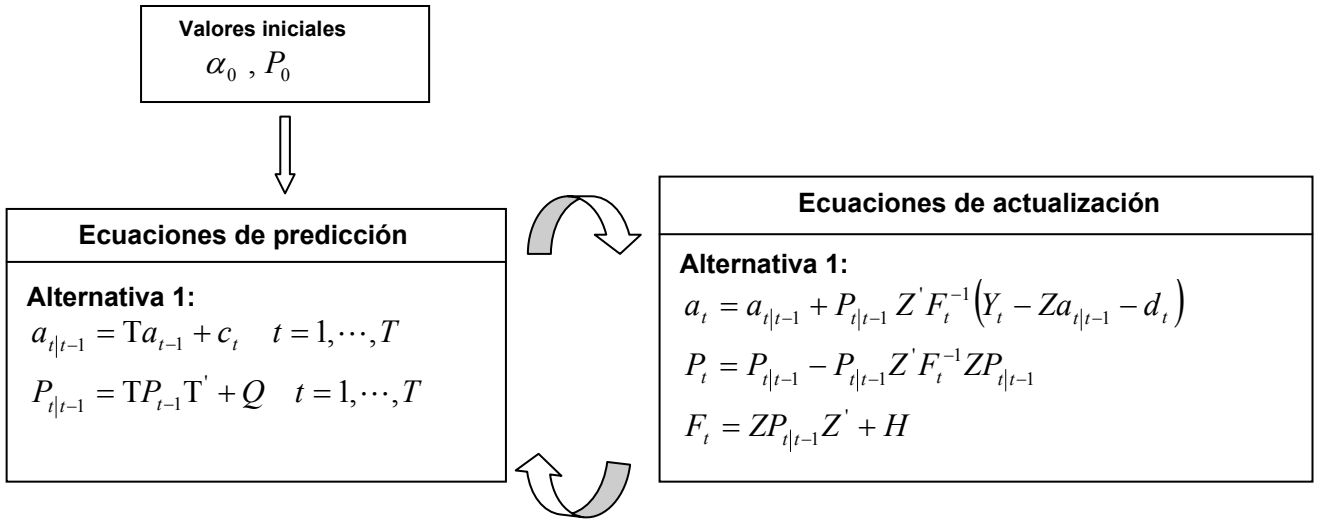 Valores iniciales
α₀ , P₀
Ecuaciones de predicción
Alternativa 1:
a_{t|t−1} = Ta_{t−1} + c_t   t = 1,⋯,T
P_{t|t−1} = TP_{t−1}T' + Q   t = 1,⋯,T
Ecuaciones de actualización
Alternativa 1:
a_t = a_{t|t−1} + P_{t|t−1} Z' F_t^{−1} (Y_t − Za_{t|t−1} − d_t)
P_t = P_{t|t−1} − P_{t|t−1} Z' F_t^{−1} ZP_{t|t−1}
F_t = ZP_{t|t−1} Z' + H